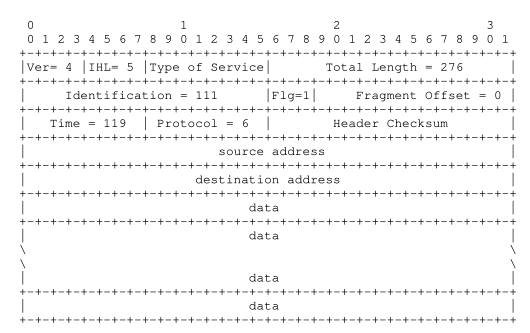 0                   1                   2                   3
 0 1 2 3 4 5 6 7 8 9 0 1 2 3 4 5 6 7 8 9 0 1 2 3 4 5 6 7 8 9 0 1
+-+-+-+-+-+-+-+-+-+-+-+-+-+-+-+-+-+-+-+-+-+-+-+-+-+-+-+-+-+-+-+-+
|Ver= 4 |IHL= 5 |Type of Service|       Total Length = 276      |
+-+-+-+-+-+-+-+-+-+-+-+-+-+-+-+-+-+-+-+-+-+-+-+-+-+-+-+-+-+-+-+-+
|     Identification = 111      |Flg=1|     Fragment Offset = 0 |
+-+-+-+-+-+-+-+-+-+-+-+-+-+-+-+-+-+-+-+-+-+-+-+-+-+-+-+-+-+-+-+-+
|   Time = 119  | Protocol = 6  |        Header Checksum        |
+-+-+-+-+-+-+-+-+-+-+-+-+-+-+-+-+-+-+-+-+-+-+-+-+-+-+-+-+-+-+-+-+
|                         source address                        |
+-+-+-+-+-+-+-+-+-+-+-+-+-+-+-+-+-+-+-+-+-+-+-+-+-+-+-+-+-+-+-+-+
|                      destination address                      |
+-+-+-+-+-+-+-+-+-+-+-+-+-+-+-+-+-+-+-+-+-+-+-+-+-+-+-+-+-+-+-+-+
|                             data                              |
+-+-+-+-+-+-+-+-+-+-+-+-+-+-+-+-+-+-+-+-+-+-+-+-+-+-+-+-+-+-+-+-+
|                             data                              |
\                                                               \
\                                                               \
|                             data                              |
+-+-+-+-+-+-+-+-+-+-+-+-+-+-+-+-+-+-+-+-+-+-+-+-+-+-+-+-+-+-+-+-+
|                             data                              |
+-+-+-+-+-+-+-+-+-+-+-+-+-+-+-+-+-+-+-+-+-+-+-+-+-+-+-+-+-+-+-+-+